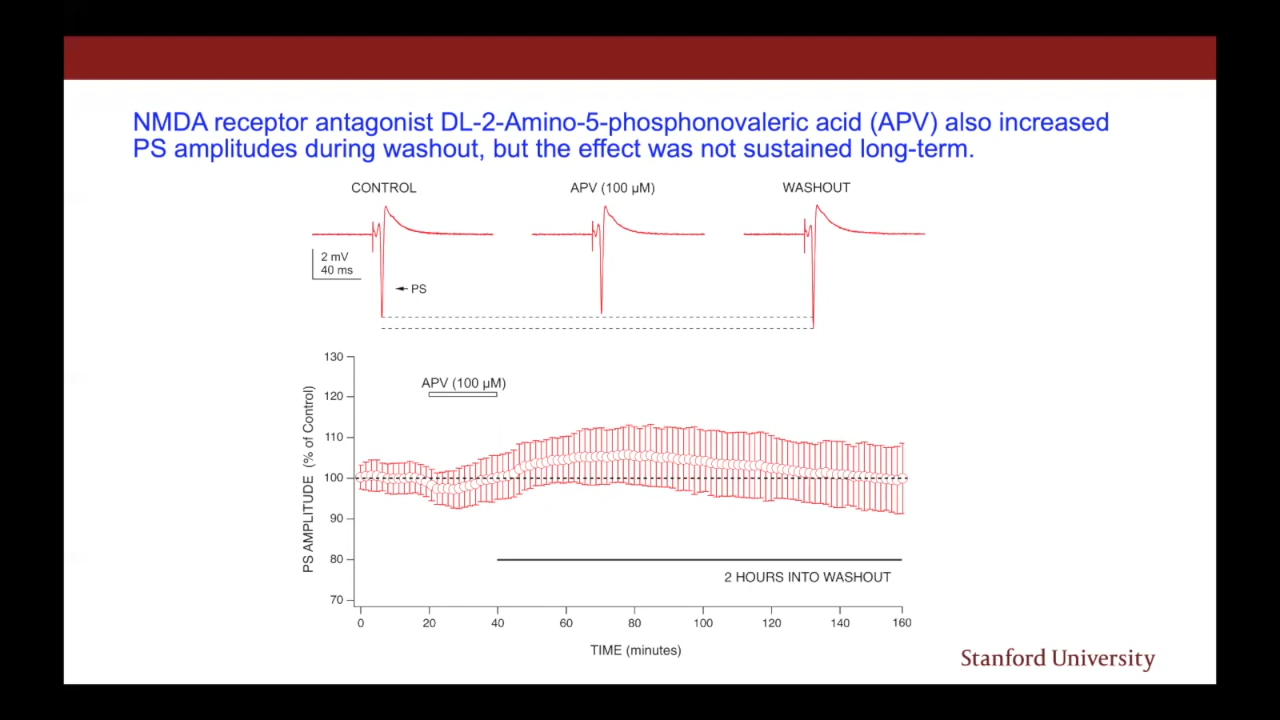 NMDA receptor antagonist DL-2-Amino-5-phosphonovaleric acid (APV) also increased
PS amplitudes during washout, but the effect was not sustained long-term.
CONTROL
APV (100 µM)
WASHOUT
2 mV
40 ms
PS
130
120
110
100
90
80
70
PS AMPLITUDE (% of Control)
APV (100 µM)
2 HOURS INTO WASHOUT
0 20 40 60 80 100 120 140 160
TIME (minutes)
Stanford University